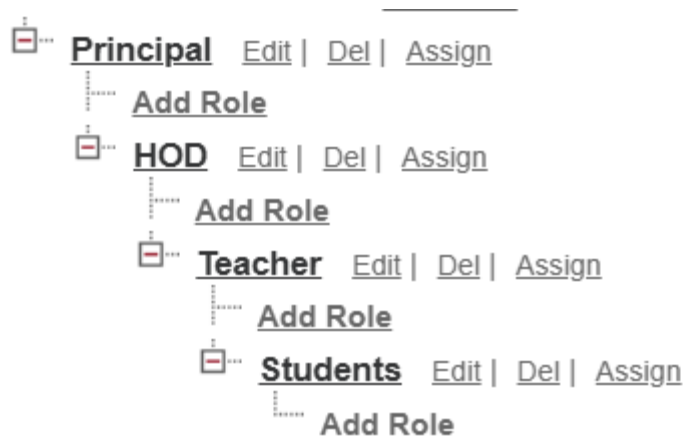 Principal Edit | Del | Assign
Add Role
HOD Edit | Del | Assign
Add Role
Teacher Edit | Del | Assign
Add Role
Students Edit | Del | Assign
Add Role